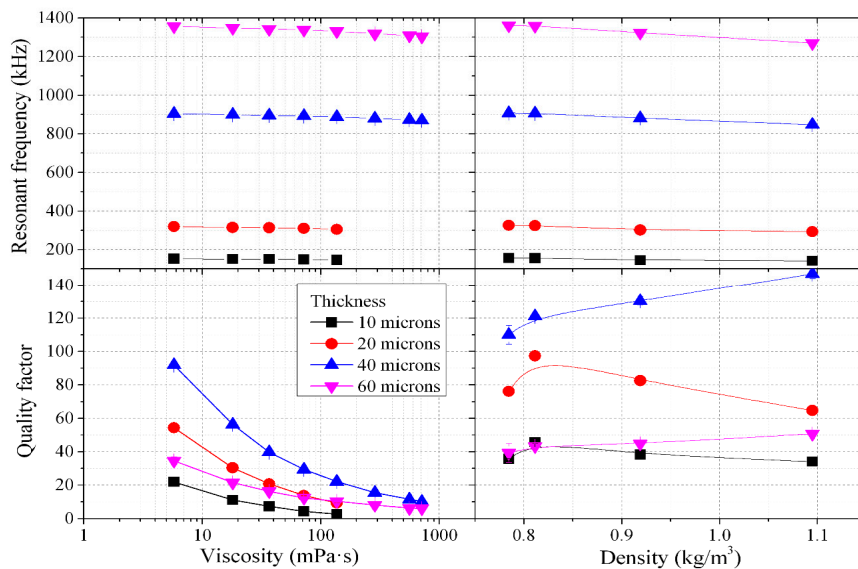 1400
1200
1000
800
600
400
200
Resonant frequency (kHz)
140
120
100
80
60
40
20
0
Quality factor
Thickness
10 microns
20 microns
40 microns
60 microns
1 10 100 1000
Viscosity (mPa·s)
0.8 0.9 1.0 1.1
Density (kg/m³)